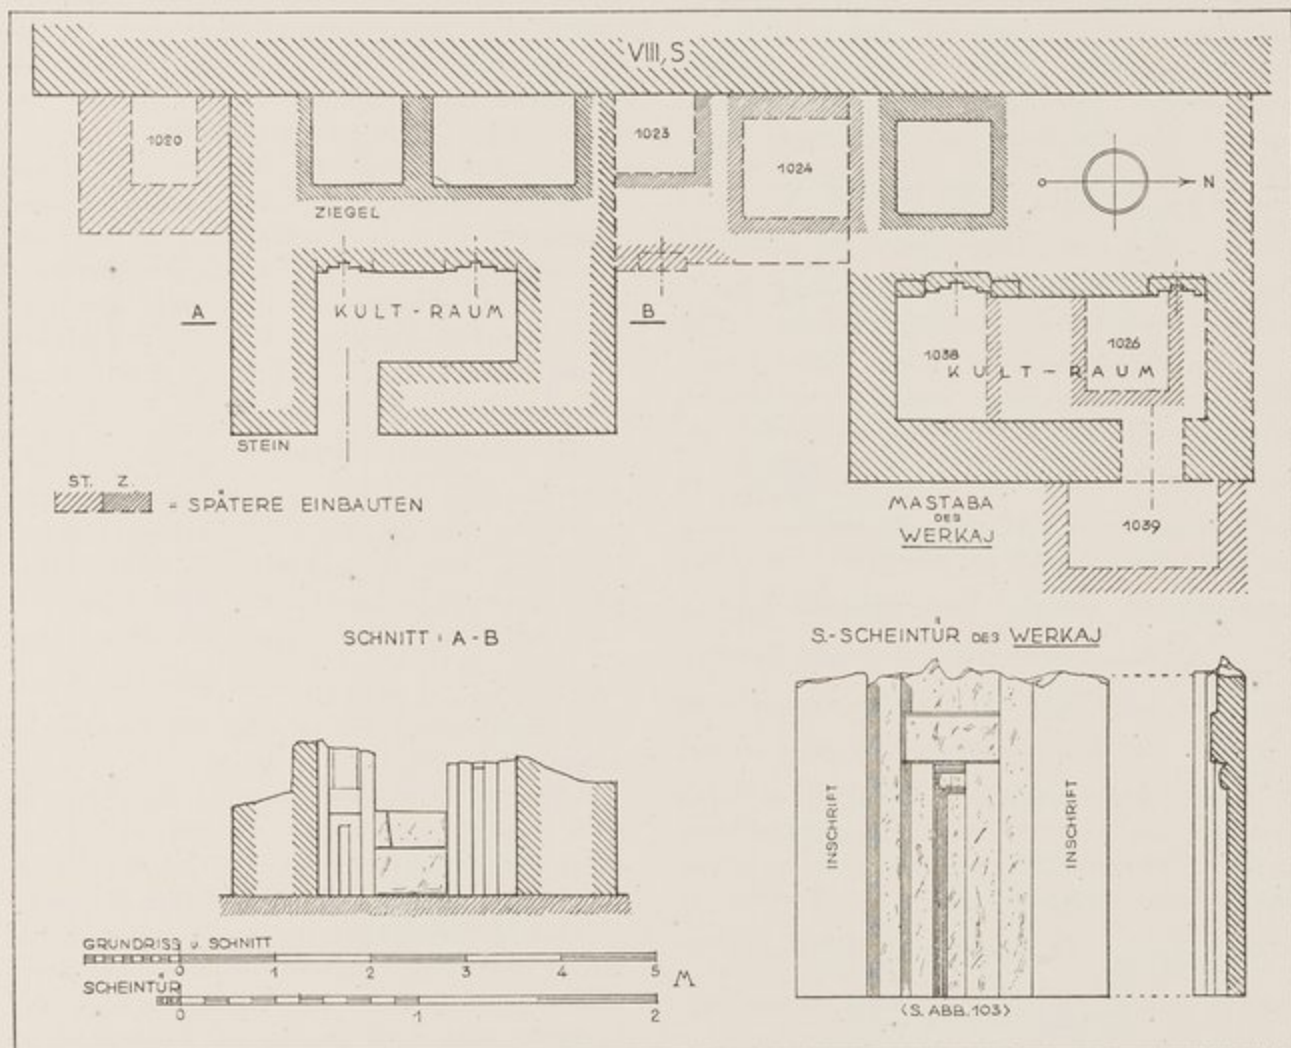 VIII, S
1020
1023
1024
N
ZIEGEL
A
KULT-RAUM
B
1038
1026
KULT-RAUM
STEIN
ST. Z.
= SPÄTERE EINBAUTEN
MASTABA
DES
WERKAJ
1039
SCHNITT: A-B
S.-SCHEINTÜR DES WERKAJ
INSCHRIFT
INSCHRIFT
GRUNDRISS U. SCHNITT
0 1 2 3 4 5 M
SCHEINTÜR
0 1 2
(S. ABB. 103)